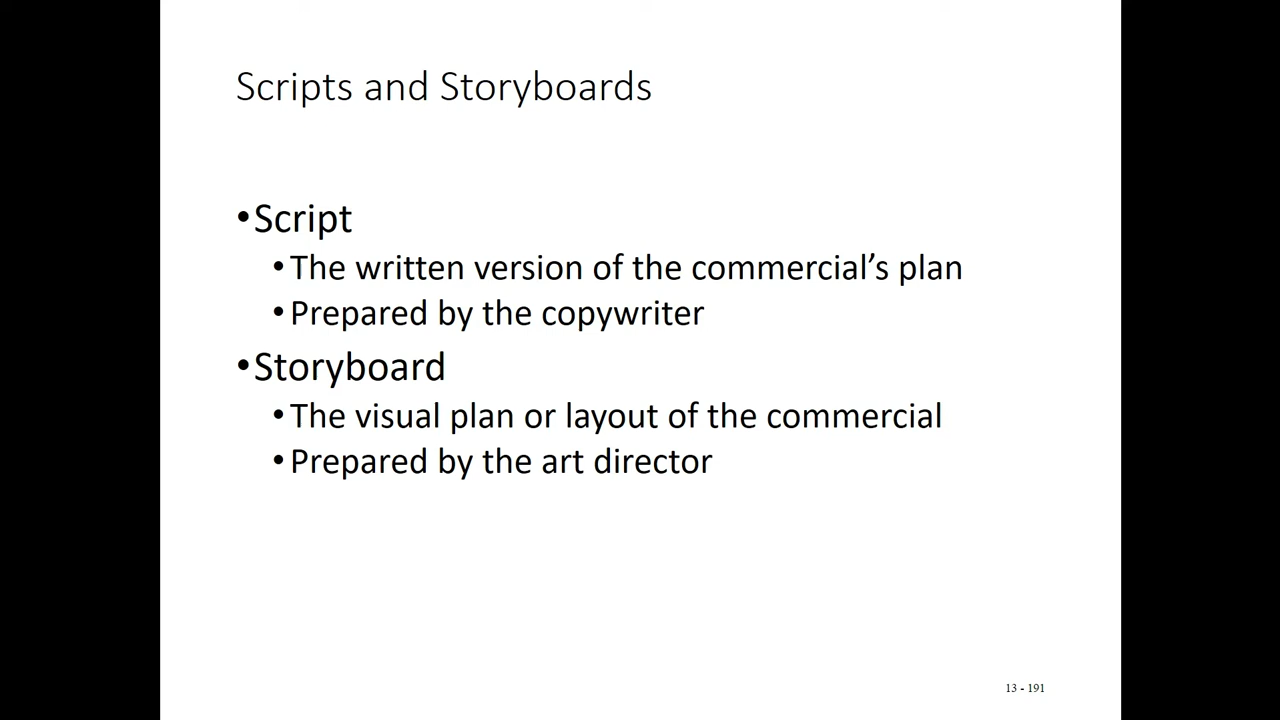 Scripts and Storyboards
•Script
•The written version of the commercial’s plan
•Prepared by the copywriter
•Storyboard
•The visual plan or layout of the commercial
•Prepared by the art director
13 - 191